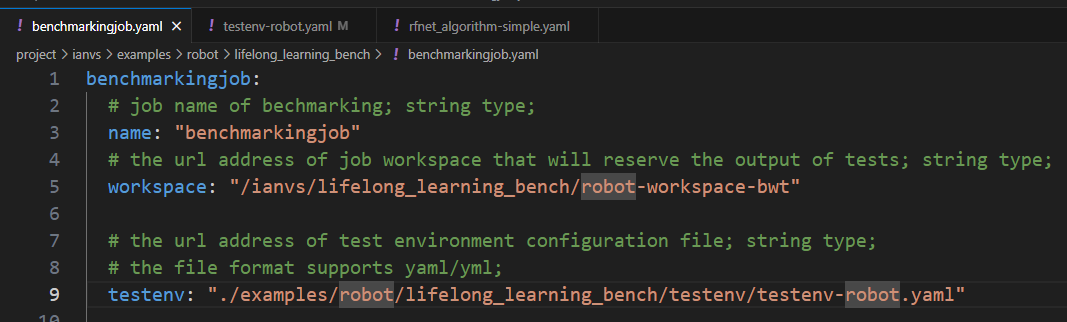 ! benchmarkingjob.yaml × ! testenv-robot.yaml M ! rfnet_algorithm-simple.yaml
project > ianvs > examples > robot > lifelong_learning_bench > ! benchmarkingjob.yaml
1 benchmarkingjob:
2 # job name of bechmarking; string type;
3 name: "benchmarkingjob"
4 # the url address of job workspace that will reserve the output of tests; string type;
5 workspace: "/ianvs/lifelong_learning_bench/robot-workspace-bwt"
6
7 # the url address of test environment configuration file; string type;
8 # the file format supports yaml/yml;
9 testenv: "./examples/robot/lifelong_learning_bench/testenv/testenv-robot.yaml"
10